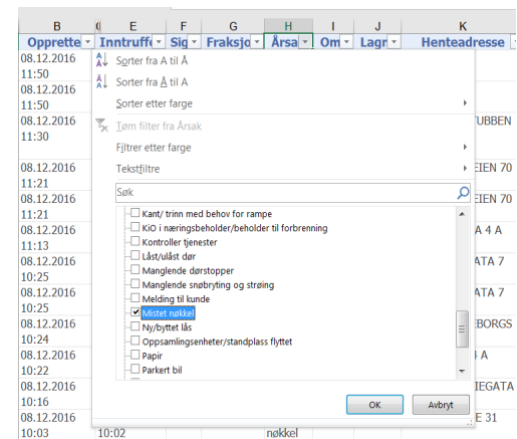 B E F G H I J K
Opprette Inntruffe Sig Fraksjo Årsa Om Lagr Henteadresse
08.12.2016
11:50
08.12.2016
11:50
08.12.2016 TUBBEN
11:30
08.12.2016 EIEN 70
11:21
08.12.2016 EIEN 70
11:21
08.12.2016 A 4 A
11:13
08.12.2016 ATA 7
10:25
08.12.2016 ATA 7
10:25
08.12.2016 EBORGS
10:24
08.12.2016 4 A
10:22
08.12.2016 IEGATA
10:16
08.12.2016 E 31
10:03 10:02 nøkkel
Sorter fra A til Å
Sorter fra Å til A
Sorter etter farge
Tøm filter fra Årsak
Filtrer etter farge
Tekstfiltre
Søk
Kant/ trinn med behov for rampe
KiO i næringsbeholder/beholder til forbrenning
Kontroller tjenester
Låst/ulåst dør
Manglende dørstopper
Manglende snøbryting og strøing
Melding til kunde
Mistet nøkkel
Ny/byttet lås
Oppsamlingsenheter/standplass flyttet
Papir
Parkert bil
OK Avbryt